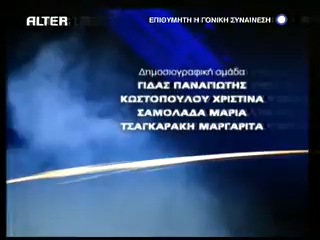 ALTER
ΕΠΙΘΥΜΗΤΗ Η ΓΟΝΙΚΗ ΣΥΝΑΙΝΕΣΗ
Δημοσιογραφική ομάδα
ΓΙΔΑΣ ΠΑΝΑΓΙΩΤΗΣ
ΚΩΣΤΟΠΟΥΛΟΥ ΧΡΙΣΤΙΝΑ
ΣΑΜΟΛΑΔΑ ΜΑΡΙΑ
ΤΣΑΓΚΑΡΑΚΗ ΜΑΡΓΑΡΙΤΑ